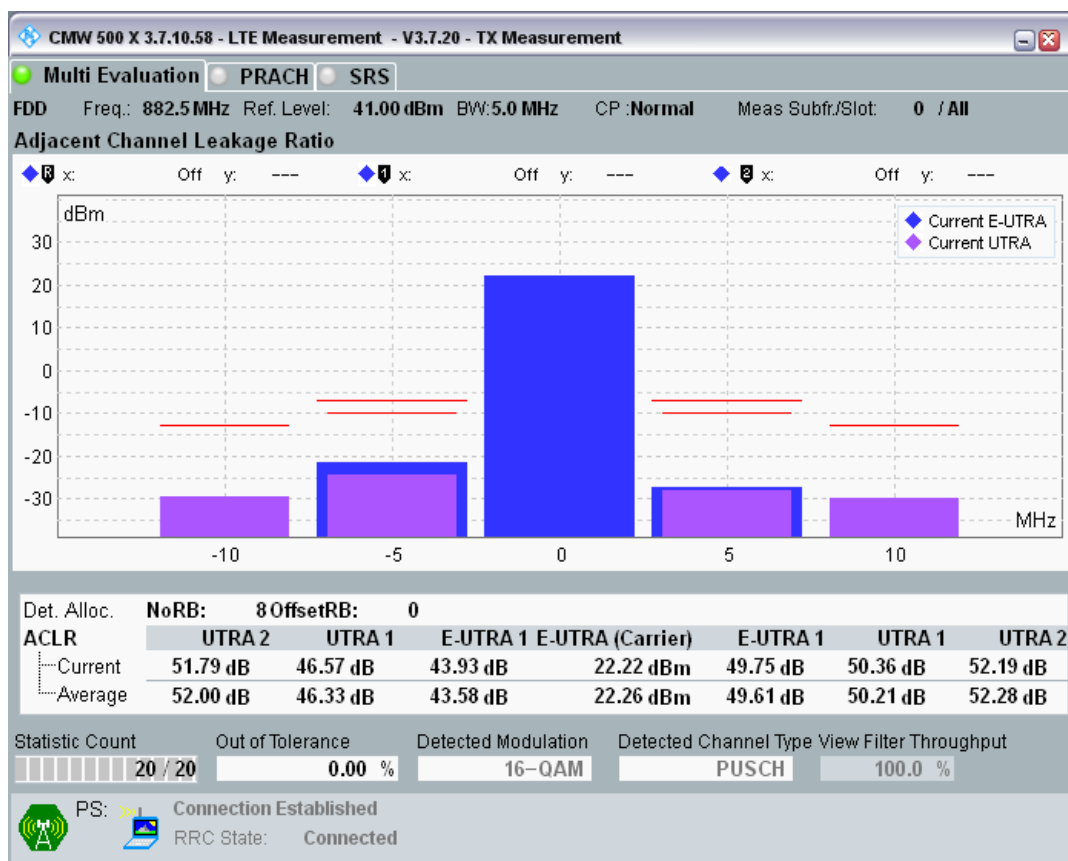 CMW 500 X 3.7.10.58 - LTE Measurement - V3.7.20 - TX Measurement
Multi Evaluation PRACH SRS
FDD Freq.: 882.5 MHz Ref. Level: 41.00 dBm BW:5.0 MHz CP :Normal Meas Subfr./Slot: 0 / All
Adjacent Channel Leakage Ratio
R x: Off y: --- 1 x: Off y: --- 2 x: Off y: ---
dBm
Current E-UTRA
Current UTRA
30
20
10
0
-10
-20
-30
MHz
-10 -5 0 5 10
Det. Alloc. NoRB: 8 OffsetRB: 0
ACLR UTRA 2 UTRA 1 E-UTRA 1 E-UTRA (Carrier) E-UTRA 1 UTRA 1 UTRA 2
Current 51.79 dB 46.57 dB 43.93 dB 22.22 dBm 49.75 dB 50.36 dB 52.19 dB
Average 52.00 dB 46.33 dB 43.58 dB 22.26 dBm 49.61 dB 50.21 dB 52.28 dB
Statistic Count Out of Tolerance Detected Modulation Detected Channel Type View Filter Throughput
20 / 20 0.00 % 16-QAM PUSCH 100.0 %
PS: Connection Established
RRC State: Connected